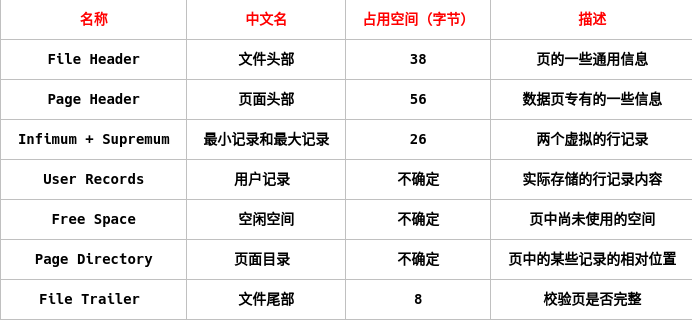 名称 中文名 占用空间（字节） 描述
File Header 文件头部 38 页的一些通用信息
Page Header 页面头部 56 数据页专有的一些信息
Infimum + Supremum 最小记录和最大记录 26 两个虚拟的行记录
User Records 用户记录 不确定 实际存储的行记录内容
Free Space 空闲空间 不确定 页中尚未使用的空间
Page Directory 页面目录 不确定 页中的某些记录的相对位置
File Trailer 文件尾部 8 校验页是否完整